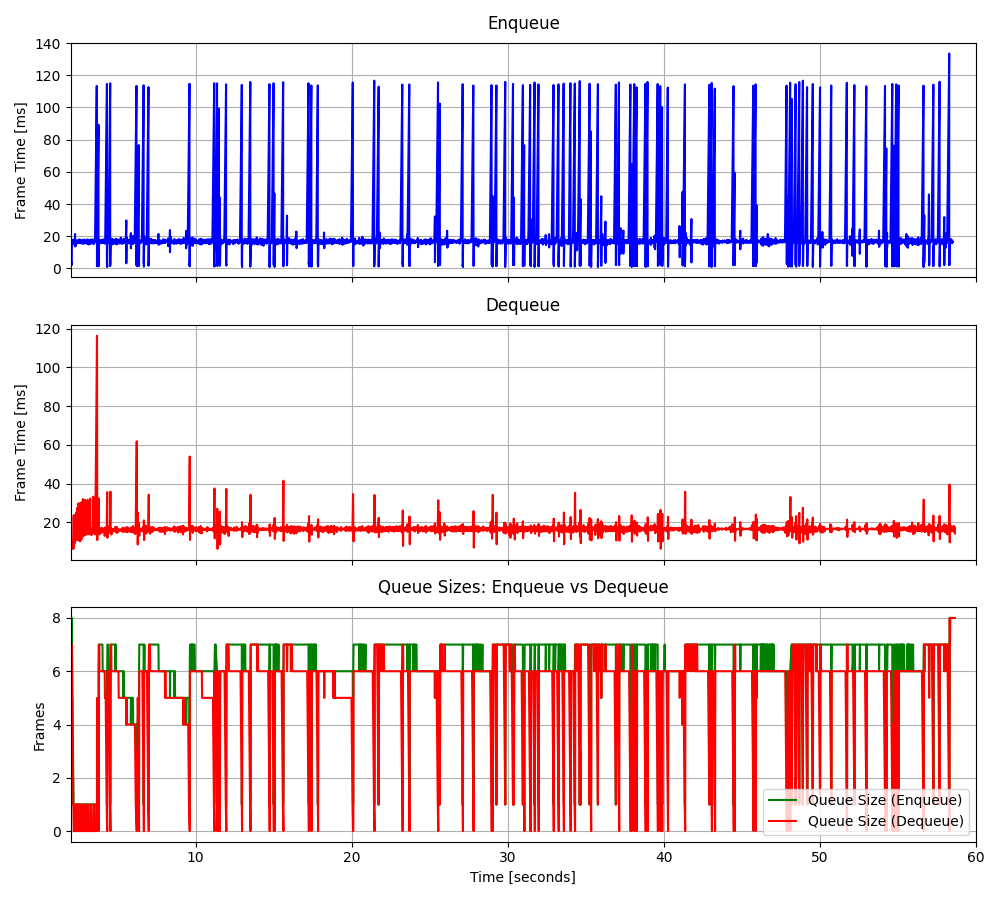 Enqueue
140
120
100
80
60
40
20
0
Frame Time [ms]
Dequeue
120
100
80
60
40
20
Frame Time [ms]
Queue Sizes: Enqueue vs Dequeue
8
6
4
2
0
Frames
Queue Size (Enqueue)
Queue Size (Dequeue)
10 20 30 40 50 60
Time [seconds]